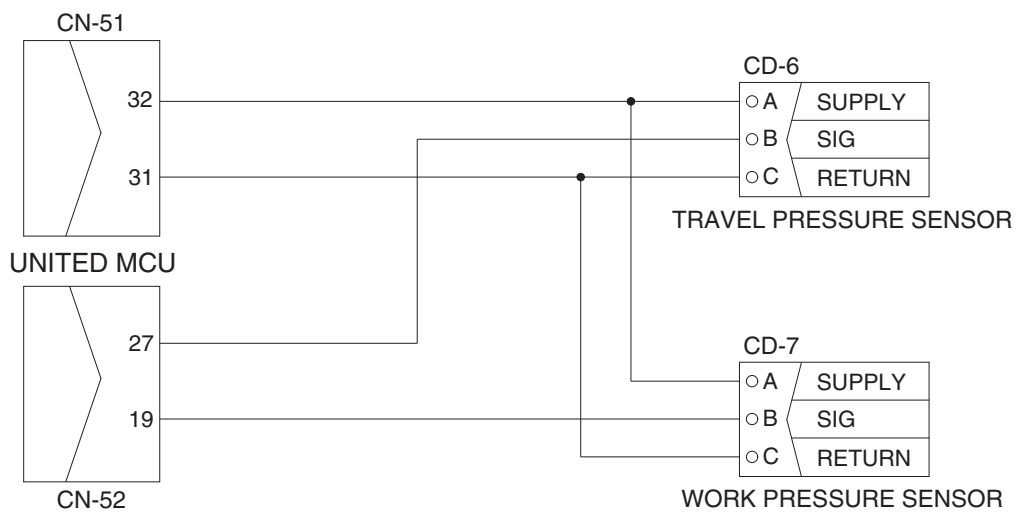 CN-51
32
31
UNITED MCU
27
19
CN-52
CD-6
A SUPPLY
B SIG
C RETURN
TRAVEL PRESSURE SENSOR
CD-7
A SUPPLY
B SIG
C RETURN
WORK PRESSURE SENSOR